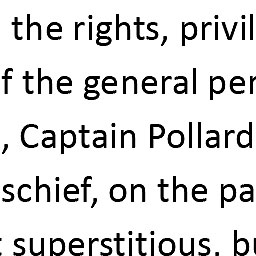 the rights, privil
f the general per
, Captain Pollard
schief, on the pa
superstitious, bu